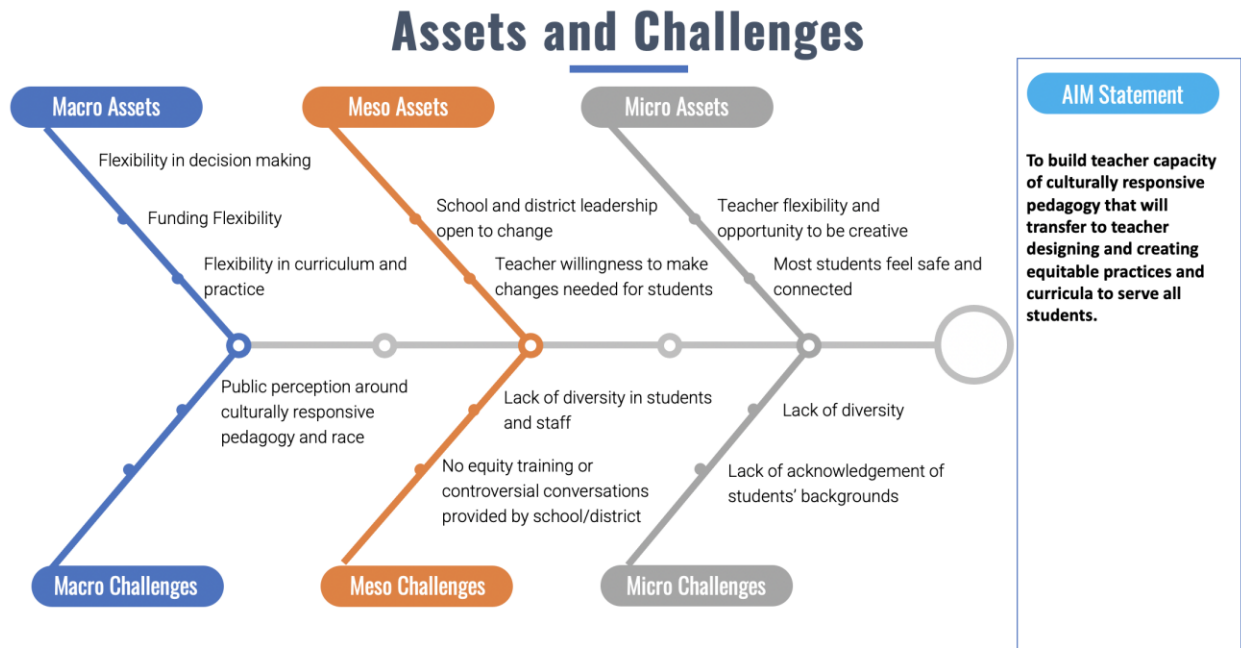 Assets and Challenges
Macro Assets
Meso Assets
Micro Assets
AIM Statement
Flexibility in decision making
Funding Flexibility
Flexibility in curriculum and
practice
School and district leadership
open to change
Teacher willingness to make
changes needed for students
Teacher flexibility and
opportunity to be creative
Most students feel safe and
connected
To build teacher capacity
of culturally responsive
pedagogy that will
transfer to teacher
designing and creating
equitable practices and
curricula to serve all
students.
Public perception around
culturally responsive
pedagogy and race
Lack of diversity in students
and staff
No equity training or
controversial conversations
provided by school/district
Lack of diversity
Lack of acknowledgement of
students' backgrounds
Macro Challenges
Meso Challenges
Micro Challenges